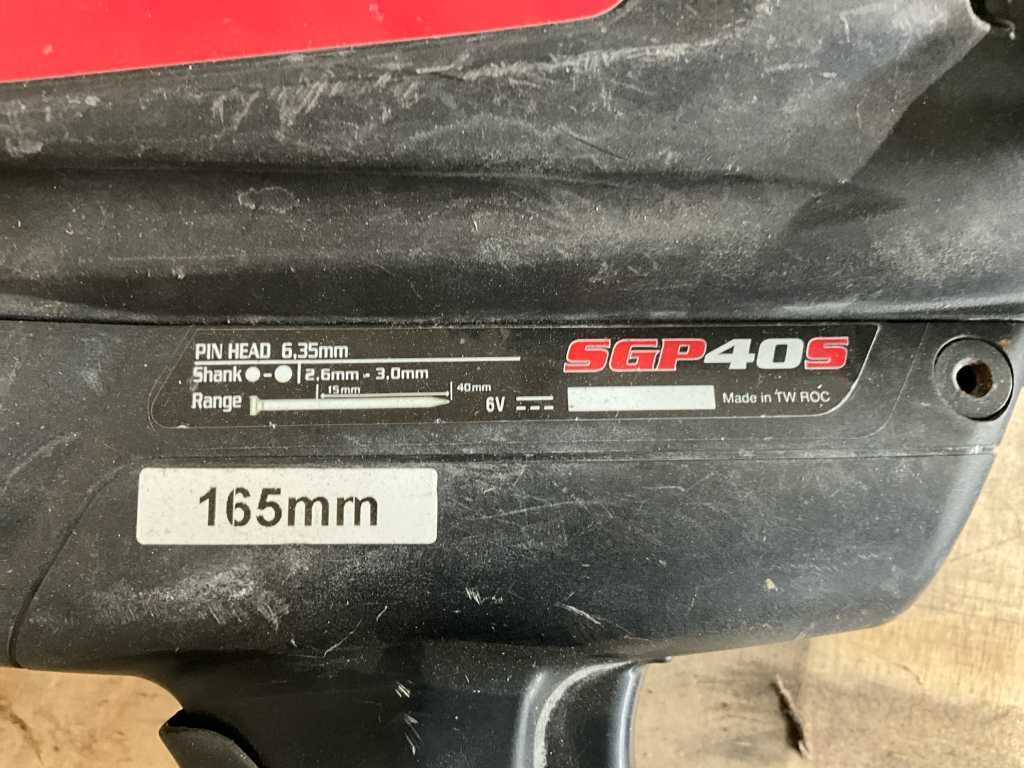 PIN HEAD 6,35mm
SGP40S
Shank ●-● 2,6mm - 3,0mm
Range 15mm 40mm
6V Made in TW ROC
165mm